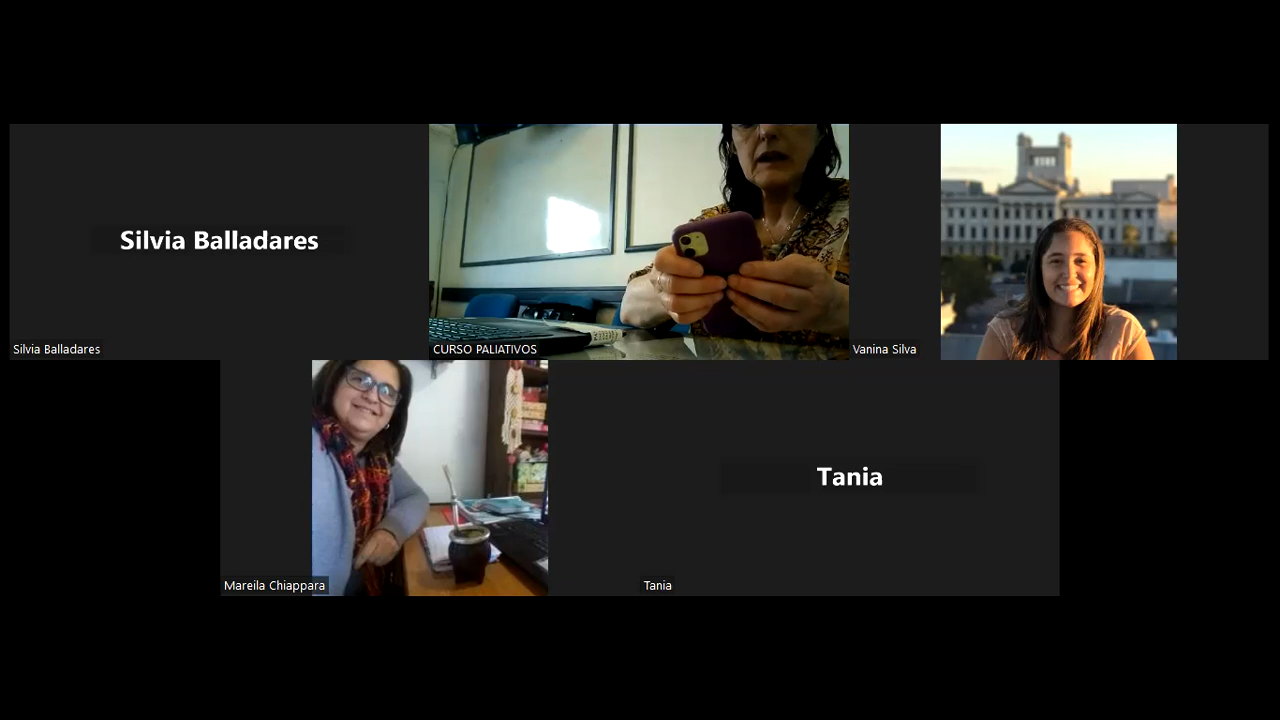 Silvia Balladares
Silvia Balladares
CURSO PALIATIVOS
Vanina Silva
Mareila Chiappara
Tania
Tania